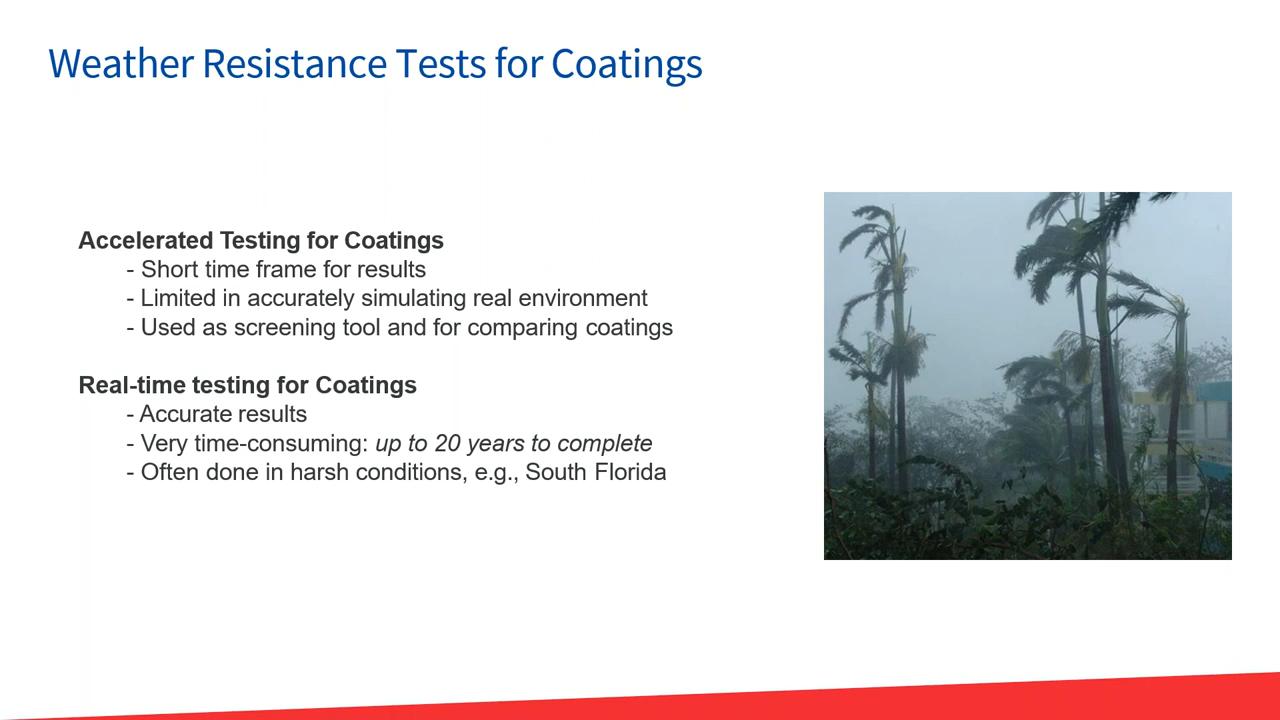 Weather Resistance Tests for Coatings
Accelerated Testing for Coatings
- Short time frame for results
- Limited in accurately simulating real environment
- Used as screening tool and for comparing coatings
Real-time testing for Coatings
- Accurate results
- Very time-consuming: up to 20 years to complete
- Often done in harsh conditions, e.g., South Florida